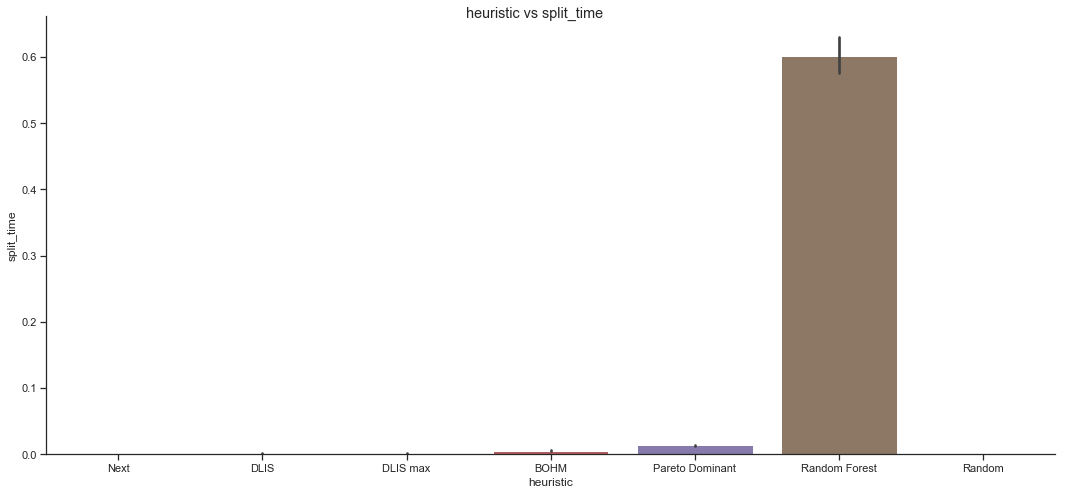 heuristic vs split_time
split_time
0.6
0.5
0.4
0.3
0.2
0.1
0.0
Next DLIS DLIS max BOHM Pareto Dominant Random Forest Random
heuristic